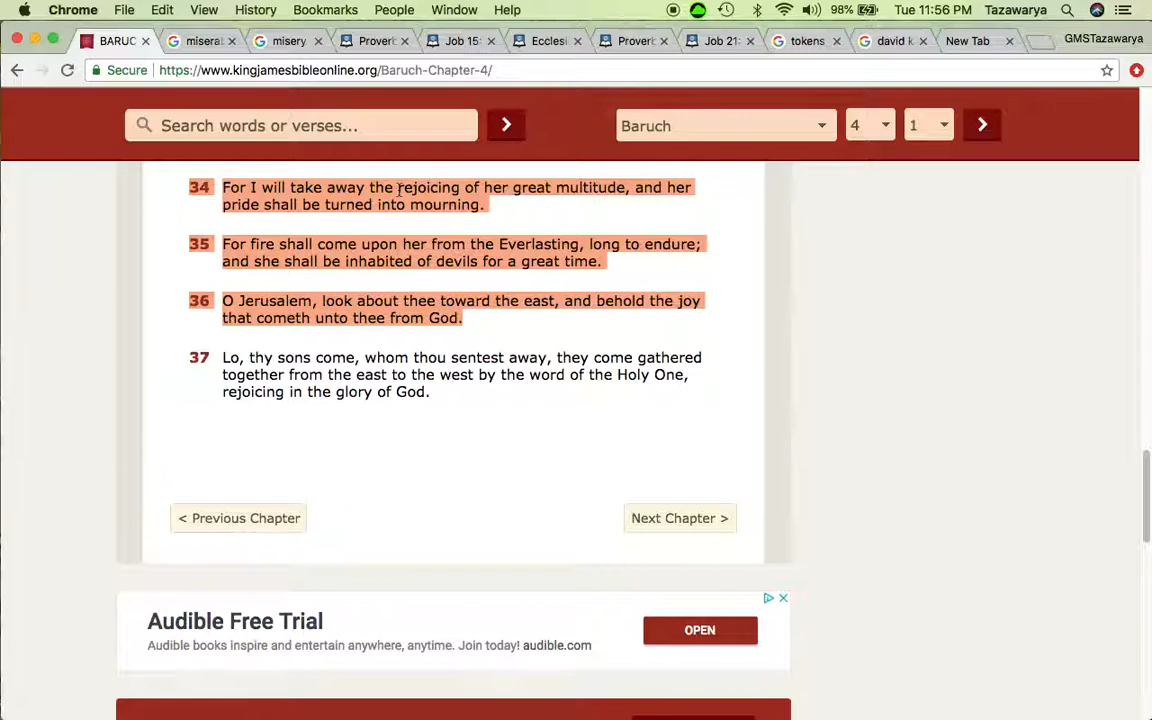 Chrome File Edit View History Bookmarks People Window Help 98% Tue 11:56 PM Tazawarya
BARUC miseral misery Proverb Job 15: Ecclesi Proverb Job 21: tokens david k New Tab GMSTazawarya
Secure https://www.kingjamesbibleonline.org/Baruch-Chapter-4/
Search words or verses... Baruch 4 1
34 For I will take away the rejoicing of her great multitude, and her
pride shall be turned into mourning.
35 For fire shall come upon her from the Everlasting, long to endure;
and she shall be inhabited of devils for a great time.
36 O Jerusalem, look about thee toward the east, and behold the joy
that cometh unto thee from God.
37 Lo, thy sons come, whom thou sentest away, they come gathered
together from the east to the west by the word of the Holy One,
rejoicing in the glory of God.
< Previous Chapter Next Chapter >
Audible Free Trial
OPEN
Audible books inspire and entertain anywhere, anytime. Join today! audible.com